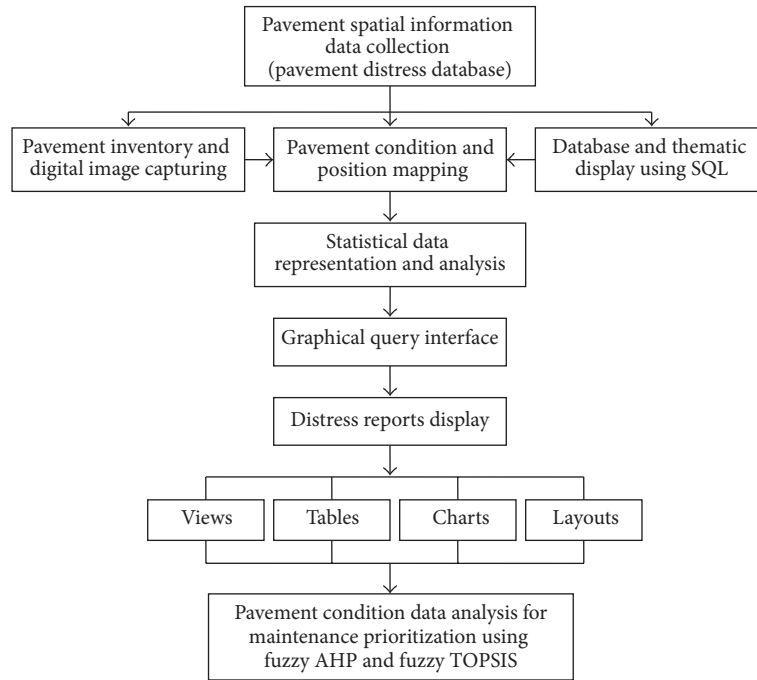 Pavement spatial information
data collection
(pavement distress database)
Pavement inventory and
digital image capturing
Pavement condition and
position mapping
Database and thematic
display using SQL
Statistical data
representation and analysis
Graphical query interface
Distress reports display
Views
Tables
Charts
Layouts
Pavement condition data analysis for
maintenance prioritization using
fuzzy AHP and fuzzy TOPSIS